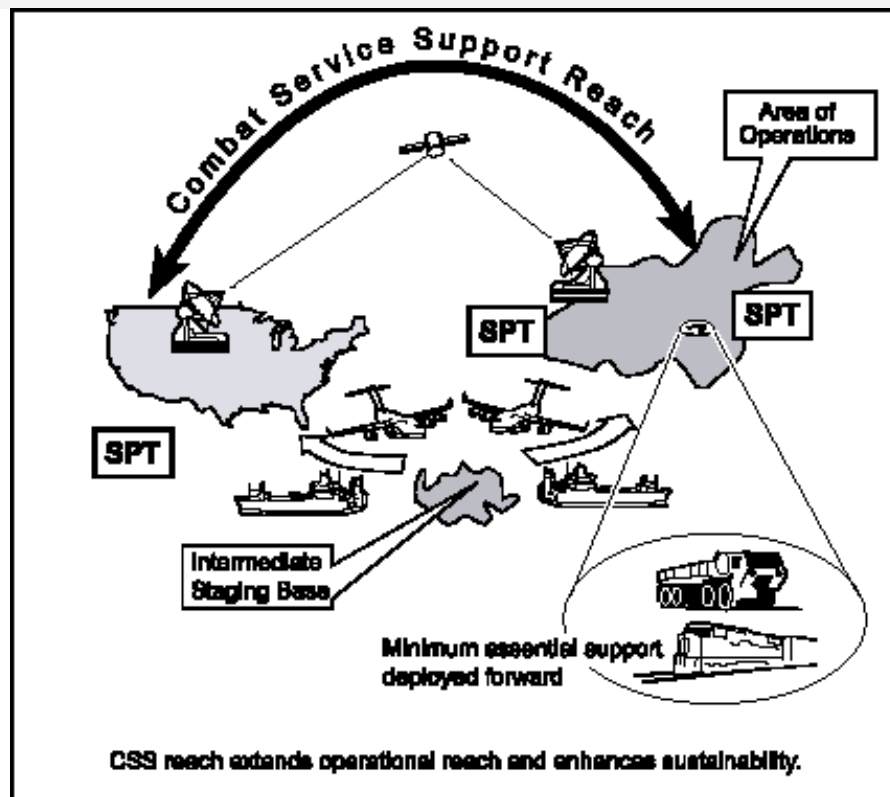 Combat Service Support Reach
Area of
Operations
SPT
SPT
SPT
Intermediate
Staging Base
Minimum essential support
deployed forward
CSS reach extends operational reach and enhances sustainability.